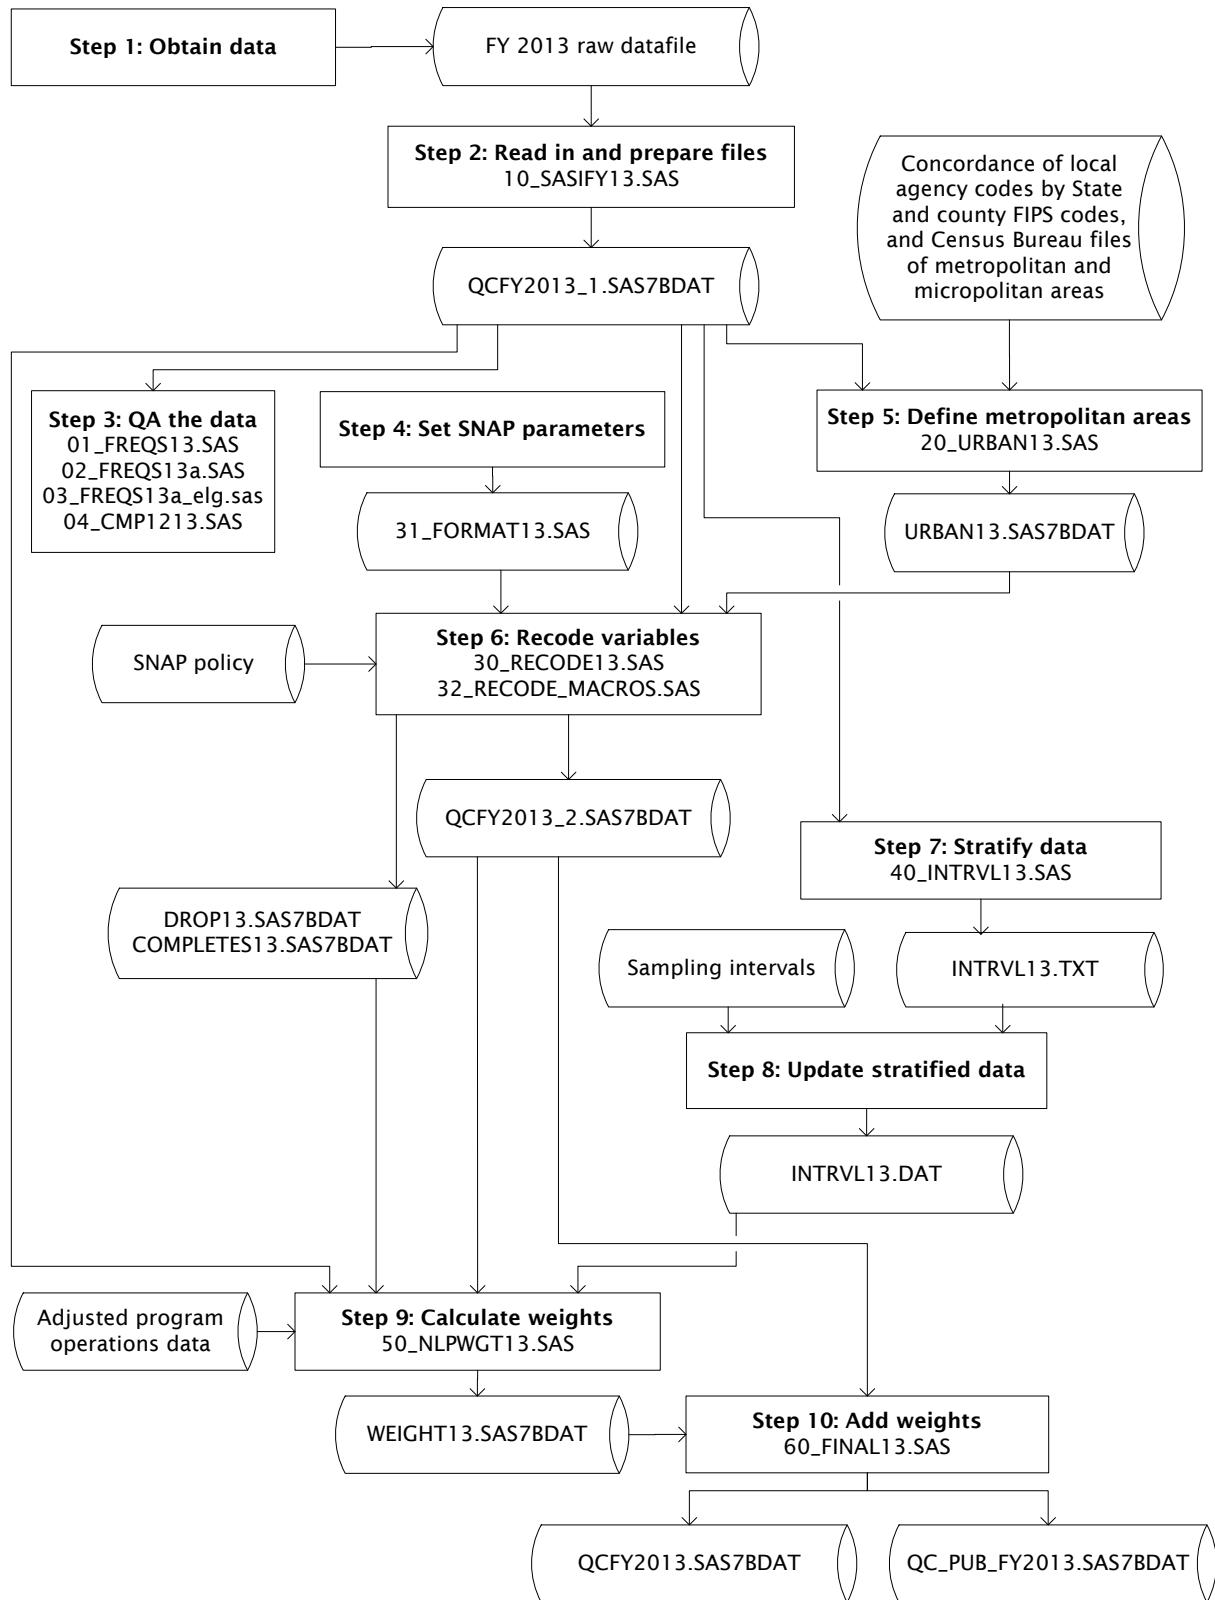 Step 1: Obtain data
FY 2013 raw datafile
Step 2: Read in and prepare files
10_SASIFY13.SAS
Concordance of local
agency codes by State
and county FIPS codes,
and Census Bureau files
of metropolitan and
micropolitan areas
QCFY2013_1.SAS7BDAT
Step 3: QA the data
01_FREQS13.SAS
02_FREQS13a.SAS
03_FREQS13a_elg.sas
04_CMP1213.SAS
Step 4: Set SNAP parameters
Step 5: Define metropolitan areas
20_URBAN13.SAS
31_FORMAT13.SAS
URBAN13.SAS7BDAT
SNAP policy
Step 6: Recode variables
30_RECODE13.SAS
32_RECODE_MACROS.SAS
QCFY2013_2.SAS7BDAT
Step 7: Stratify data
40_INTRVL13.SAS
DROP13.SAS7BDAT
COMPLETES13.SAS7BDAT
Sampling intervals
INTRVL13.TXT
Step 8: Update stratified data
INTRVL13.DAT
Adjusted program
operations data
Step 9: Calculate weights
50_NLPWGT13.SAS
WEIGHT13.SAS7BDAT
Step 10: Add weights
60_FINAL13.SAS
QCFY2013.SAS7BDAT
QC_PUB_FY2013.SAS7BDAT